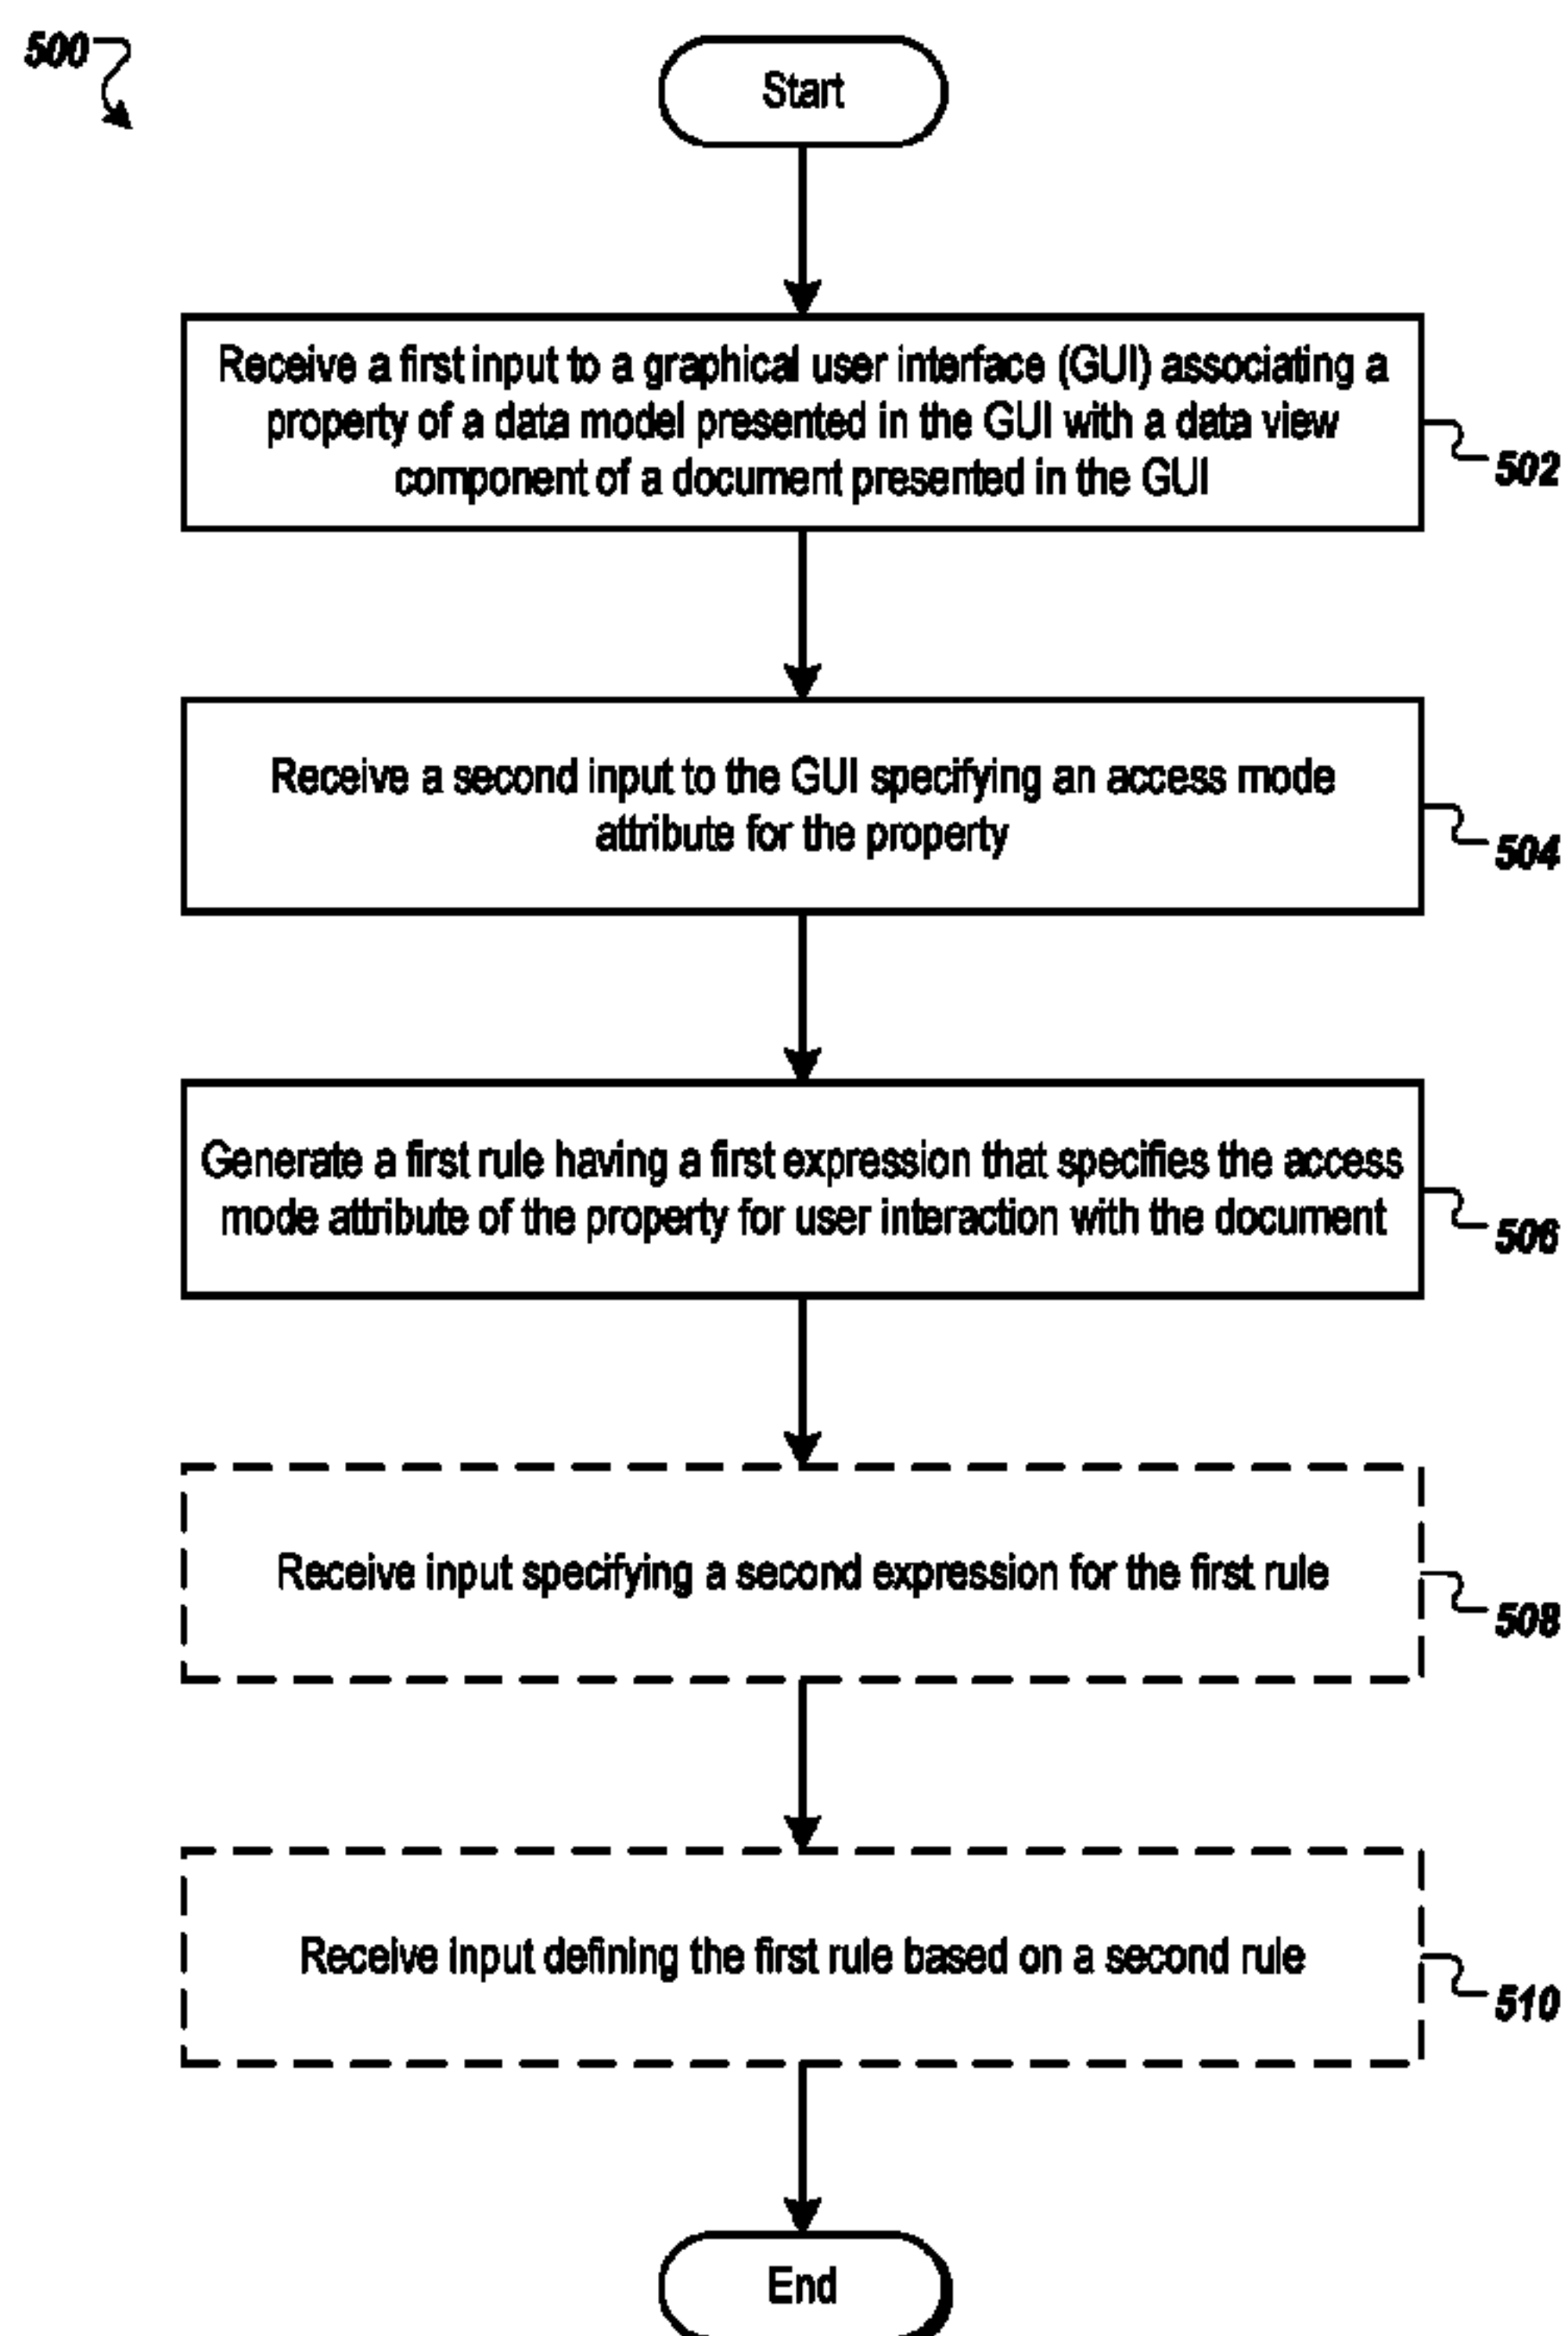 500
Start
Receive a first input to a graphical user interface (GUI) associating a
property of a data model presented in the GUI with a data view
component of a document presented in the GUI
502
Receive a second input to the GUI specifying an access mode
attribute for the property
504
Generate a first rule having a first expression that specifies the access
mode attribute of the property for user interaction with the document
506
Receive input specifying a second expression for the first rule
508
Receive input defining the first rule based on a second rule
510
End